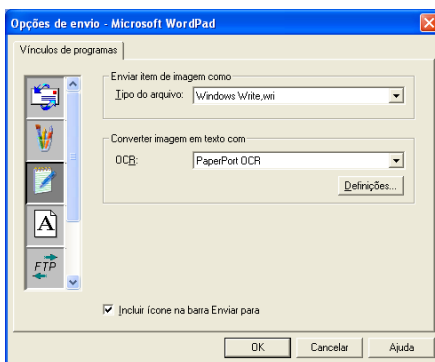 Opções de envio - Microsoft WordPad
Vínculos de programas
Enviar item de imagem como
Tipo do arquivo: Windows Write,wri
Converter imagem em texto com
OCR: PaperPort OCR
Definições...
A
FTP
Incluir ícone na barra Enviar para
OK Cancelar Ajuda